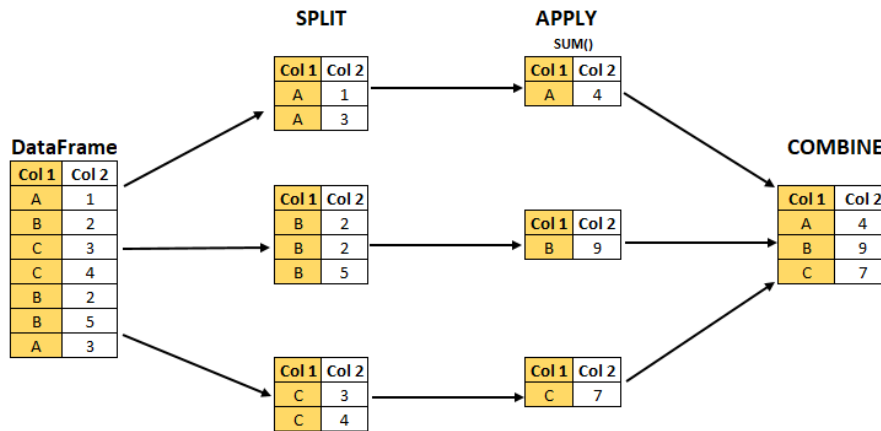 SPLIT
APPLY
SUM()
DataFrame
Col 1 Col 2
A 1
B 2
C 3
C 4
B 2
B 5
A 3
Col 1 Col 2
A 1
A 3
Col 1 Col 2
B 2
B 2
B 5
Col 1 Col 2
C 3
C 4
Col 1 Col 2
A 4
Col 1 Col 2
B 9
Col 1 Col 2
C 7
COMBINE
Col 1 Col 2
A 4
B 9
C 7